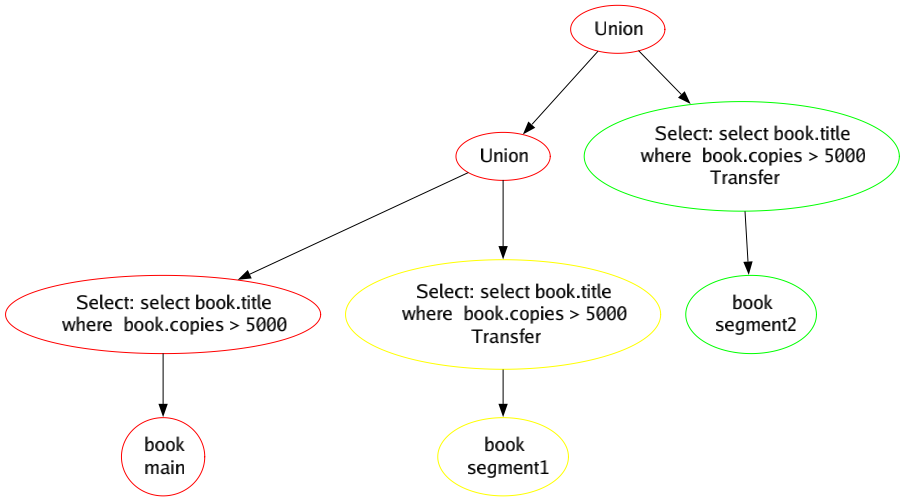 Union
Select: select book.title
where  book.copies > 5000
Transfer
Union
Select: select book.title
where  book.copies > 5000
Select: select book.title
where  book.copies > 5000
Transfer
book
segment2
book
main
book
segment1